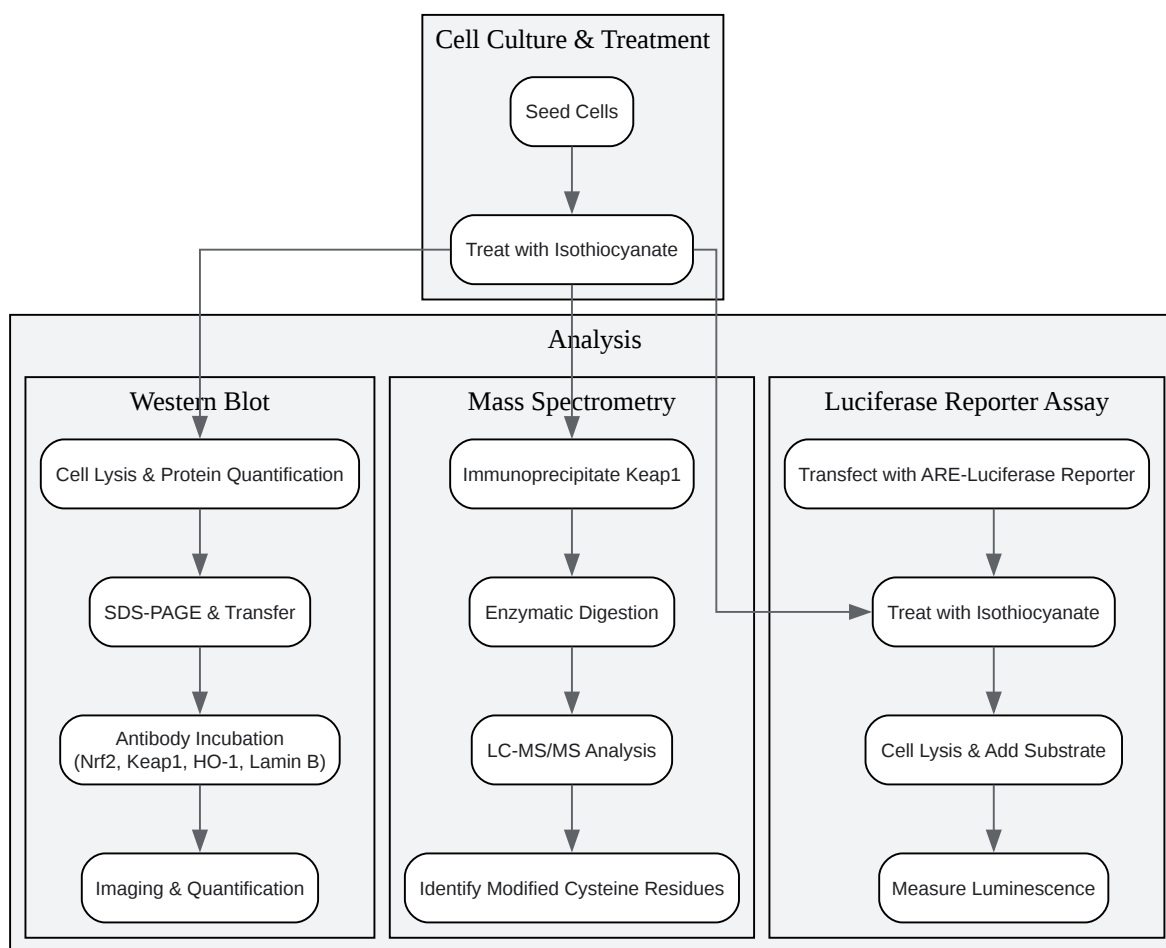 Cell Culture & Treatment
Seed Cells
Treat with Isothiocyanate
Analysis
Western Blot
Cell Lysis & Protein Quantification
SDS-PAGE & Transfer
Antibody Incubation
(Nrf2, Keap1, HO-1, Lamin B)
Imaging & Quantification
Mass Spectrometry
Immunoprecipitate Keap1
Enzymatic Digestion
LC-MS/MS Analysis
Identify Modified Cysteine Residues
Luciferase Reporter Assay
Transfect with ARE-Luciferase Reporter
Treat with Isothiocyanate
Cell Lysis & Add Substrate
Measure Luminescence